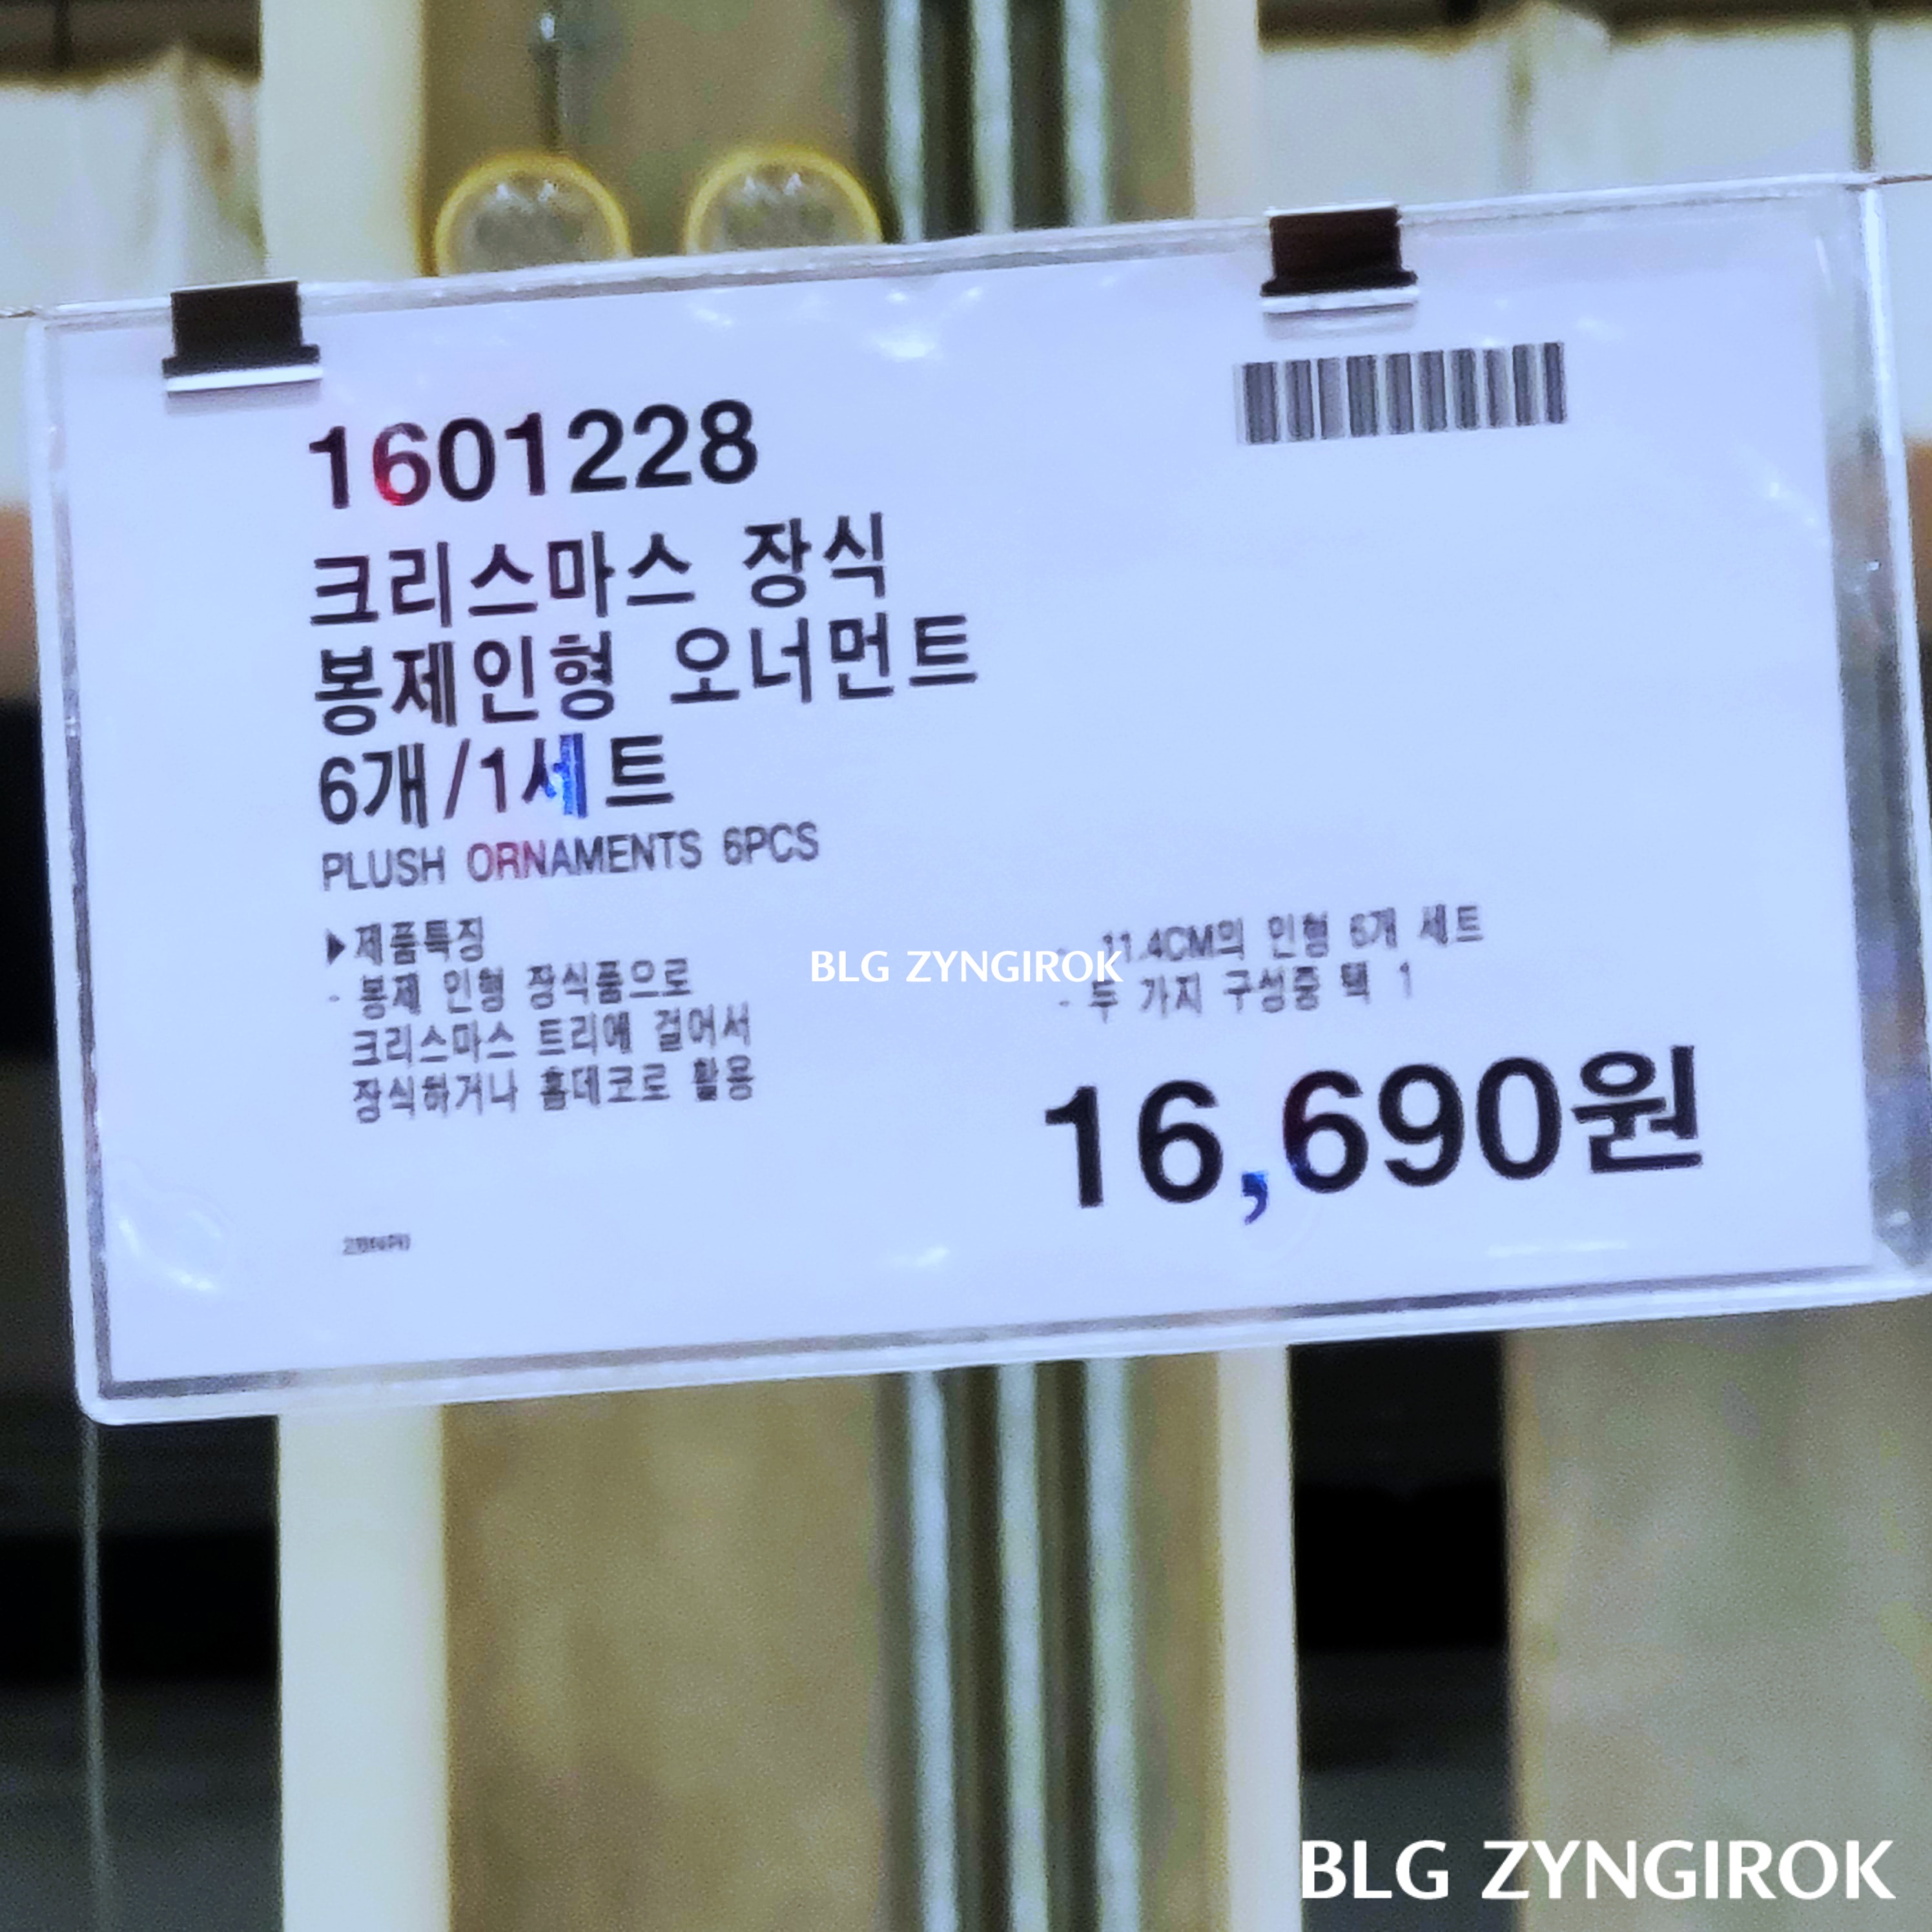 1601228
크리스마스 장식
봉제인형 오너먼트
6개/1세트
PLUSH ORNAMENTS 6PCS
▶제품특징
- 봉제 인형 장식품으로
크리스마스 트리에 걸어서
장식하거나 홈데코로 활용
- 11.4CM의 인형 6개 세트
- 두 가지 구성중 택 1
16,690원
BLG ZYNGIROK
BLG ZYNGIROK